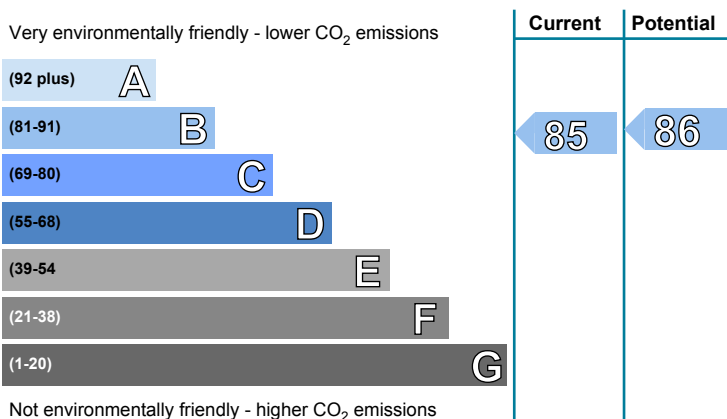 Very environmentally friendly - lower CO2 emissions
Current Potential
(92 plus) A
(81-91) B
85 86
(69-80) C
(55-68) D
(39-54 E
(21-38) F
(1-20) G
Not environmentally friendly - higher CO2 emissions